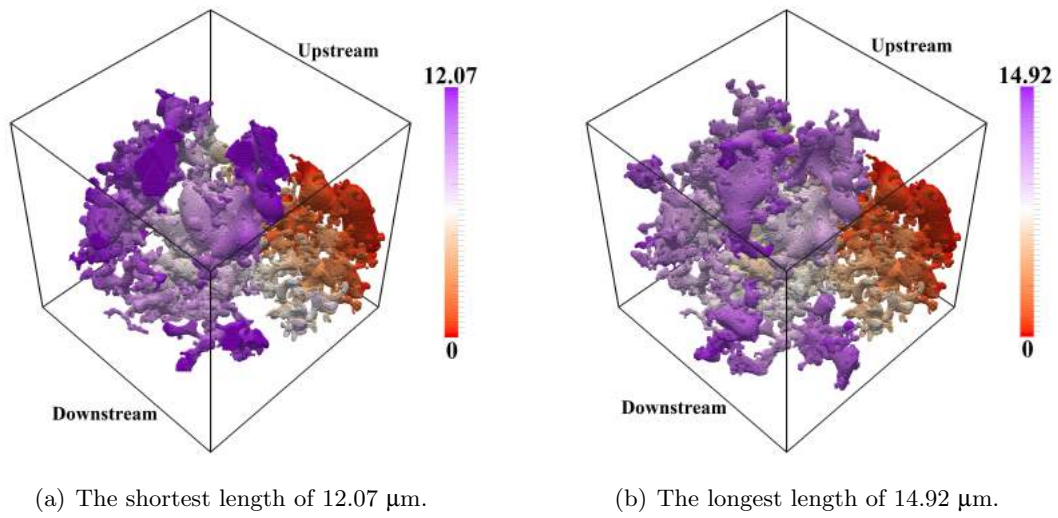 Upstream
12.07
0
Downstream
Upstream
14.92
0
Downstream
(a) The shortest length of 12.07 μm.
(b) The longest length of 14.92 μm.